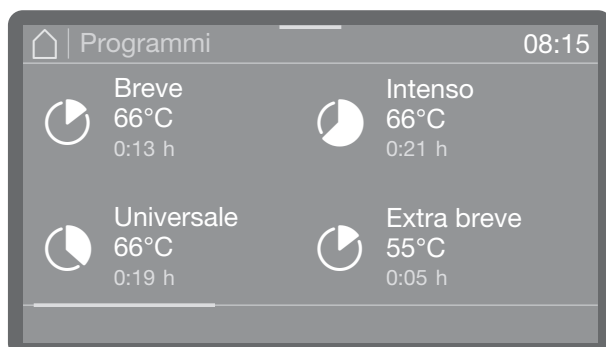 Programmi 08:15
Breve
66°C
0:13 h
Intenso
66°C
0:21 h
Universale
66°C
0:19 h
Extra breve
55°C
0:05 h